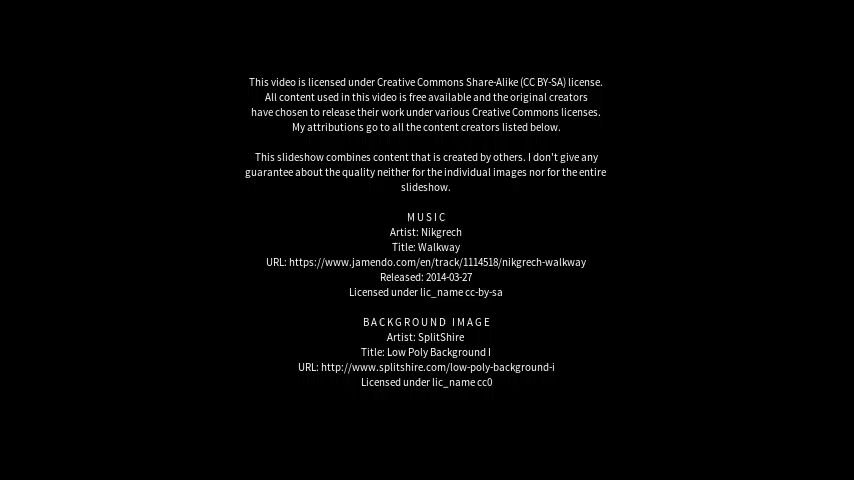 This video is licensed under Creative Commons Share-Alike (CC BY-SA) license.
All content used in this video is free available and the original creators
have chosen to release their work under various Creative Commons licenses.
My attributions go to all the content creators listed below.
This slideshow combines content that is created by others. I don't give any
guarantee about the quality neither for the individual images nor for the entire
slideshow.
MUSIC
Artist: Nikgrech
Title: Walkway
URL: https://www.jamendo.com/en/track/1114518/nikgrech-walkway
Released: 2014-03-27
Licensed under lic_name cc-by-sa
BACKGROUND IMAGE
Artist: SplitShire
Title: Low Poly Background I
URL: http://www.splitshire.com/low-poly-background-i
Licensed under lic_name cc0